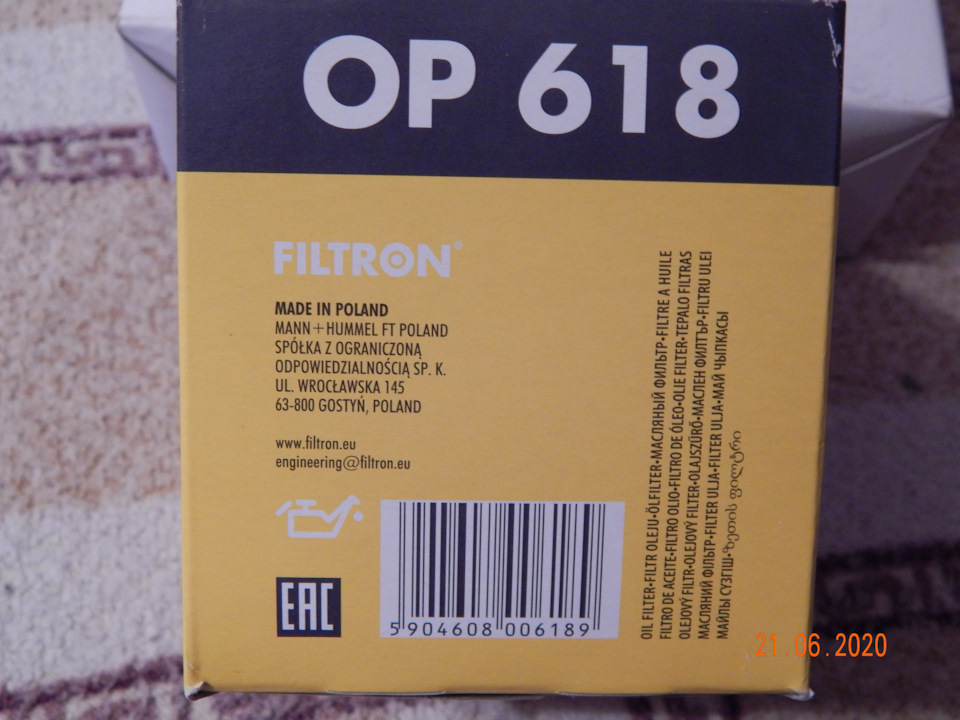 OP 618
FILTRON®
MADE IN POLAND
MANN+HUMMEL FT POLAND
SPÓŁKA Z OGRANICZONĄ
ODPOWIEDZIALNOŚCIĄ SP. K.
UL. WROCŁAWSKA 145
63-800 GOSTYŃ, POLAND
www.filtron.eu
engineering@filtron.eu
EAC
5 904608 006189
OIL FILTER•FILTR OLEJU•ÖLFILTER•МАСЛЯНЫЙ ФИЛЬТР•FILTRE A HUILE
FILTRO DE ACEITE•FILTRO OLIO•FILTRO DE ÓLEO•OLIE FILTER•TEPALO FILTRAS
OLEJOVÝ FILTR•OLEJOVÝ FILTER•OLAJSZŰRŐ•МАСЛЕН ФИЛТЪР•FILTRU ULEI
МАСЛЯНИЙ ФІЛЬТР•FILTER ULJA•FILTER ULJA•МАЙ ЧЫПКАСЫ
МАЙЛЫ СҮЗГІШ•ზეთის ფილტრი
21.06.2020